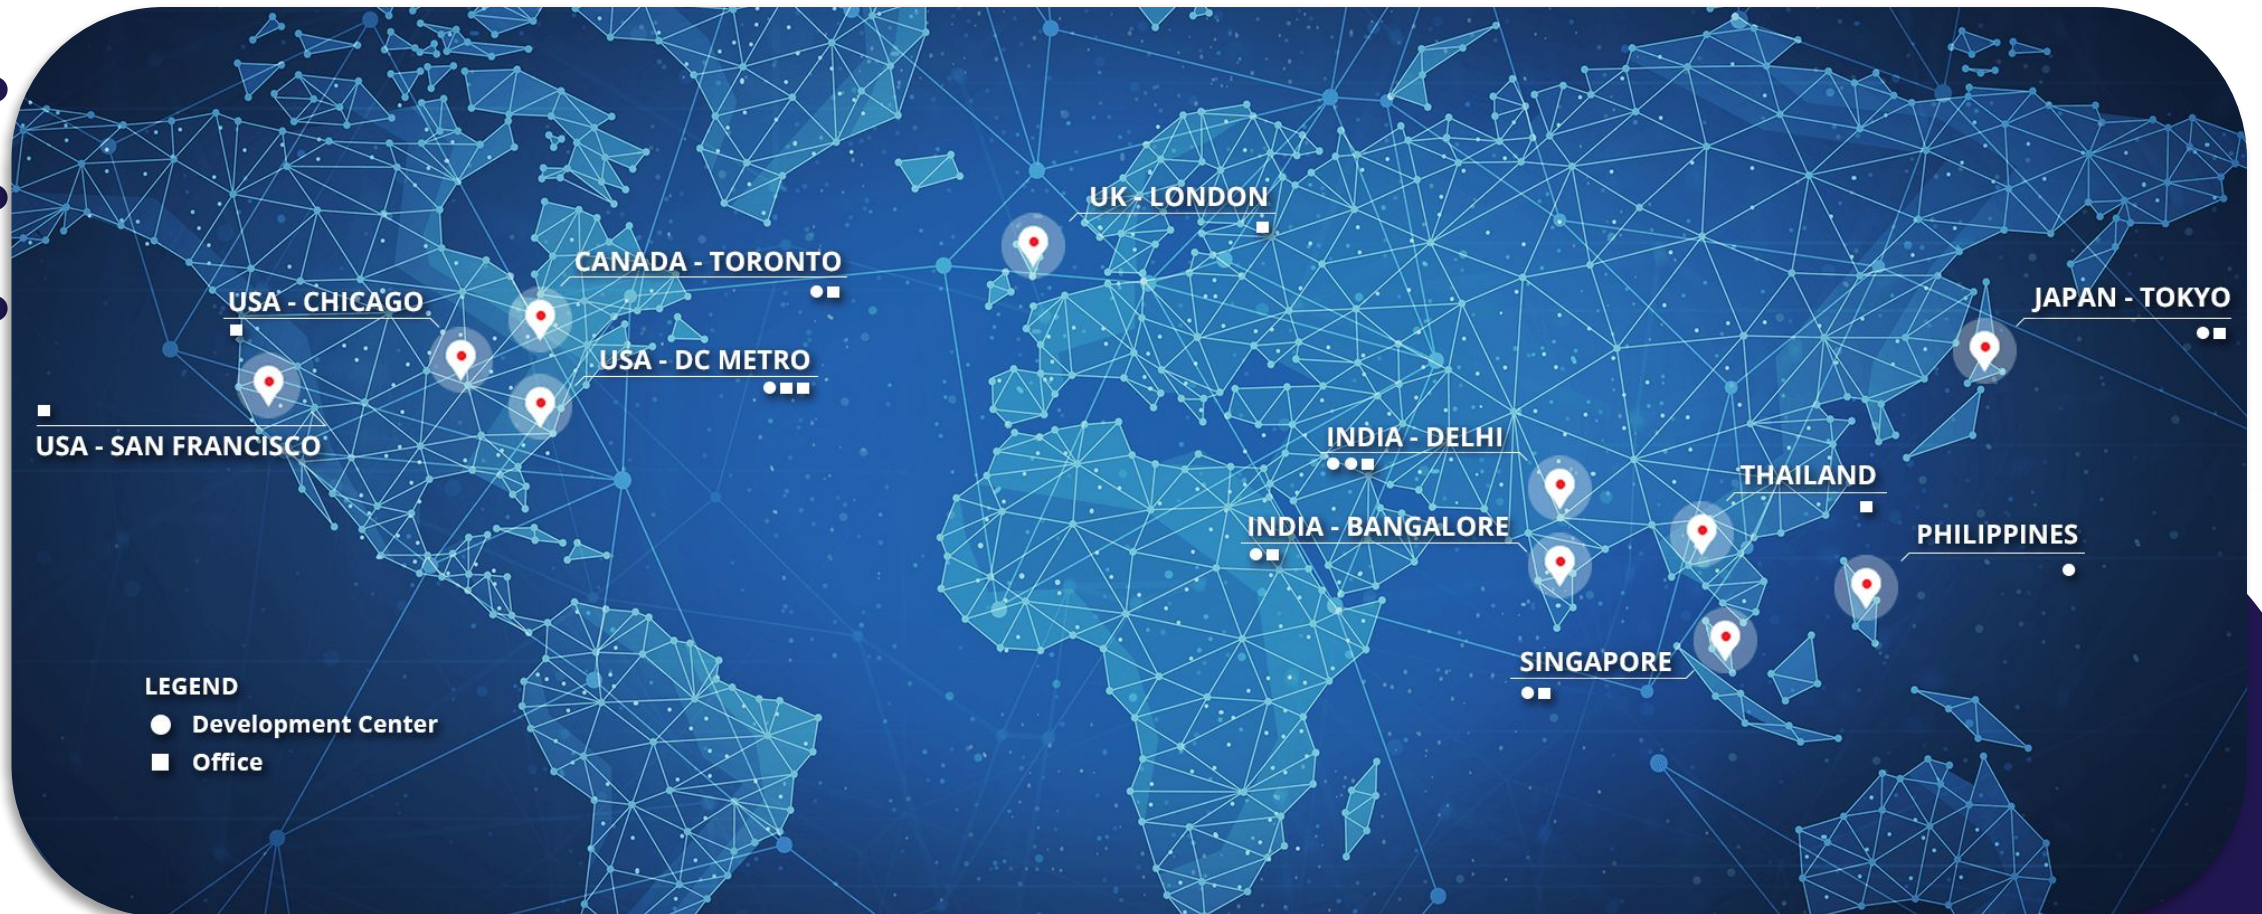 UK - LONDON
CANADA - TORONTO
USA - CHICAGO
JAPAN - TOKYO
USA - DC METRO
USA - SAN FRANCISCO
INDIA - DELHI
THAILAND
INDIA - BANGALORE
PHILIPPINES
SINGAPORE
LEGEND
Development Center
Office